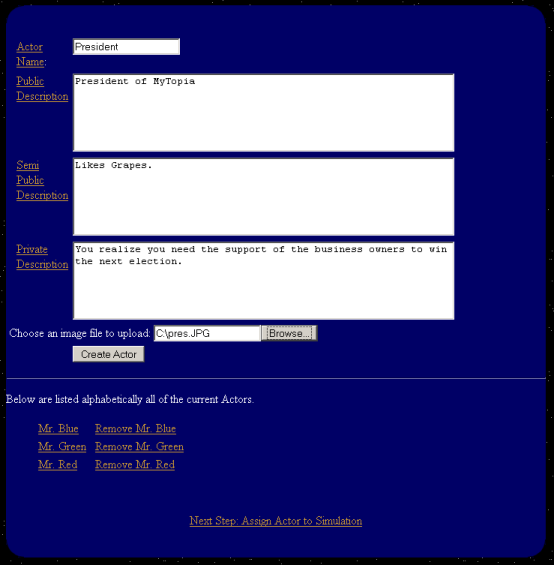 Actor
Name:
President
Public
Description
President of MyTopia
Semi
Public
Description
Likes Grapes.
Private
Description
You realize you need the support of the business owners to win
the next election.
Choose an image file to upload: C:\pres.JPG Browse...
Create Actor
Below are listed alphabetically all of the current Actors.
Mr. Blue Remove Mr. Blue
Mr. Green Remove Mr. Green
Mr. Red Remove Mr. Red
Next Step: Assign Actor to Simulation